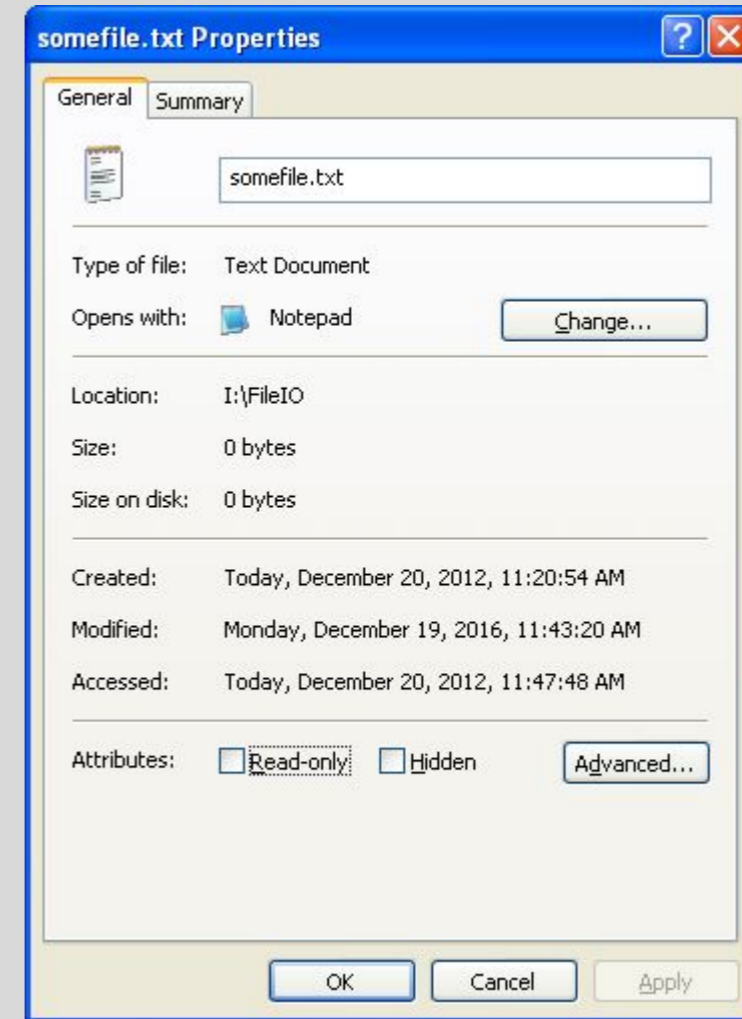 somefile.txt Properties
General Summary
somefile.txt
Type of file: Text Document
Opens with: Notepad Change...
Location: I:\FileIO
Size: 0 bytes
Size on disk: 0 bytes
Created: Today, December 20, 2012, 11:20:54 AM
Modified: Monday, December 19, 2016, 11:43:20 AM
Accessed: Today, December 20, 2012, 11:47:48 AM
Attributes: Read-only Hidden Advanced...
OK Cancel Apply